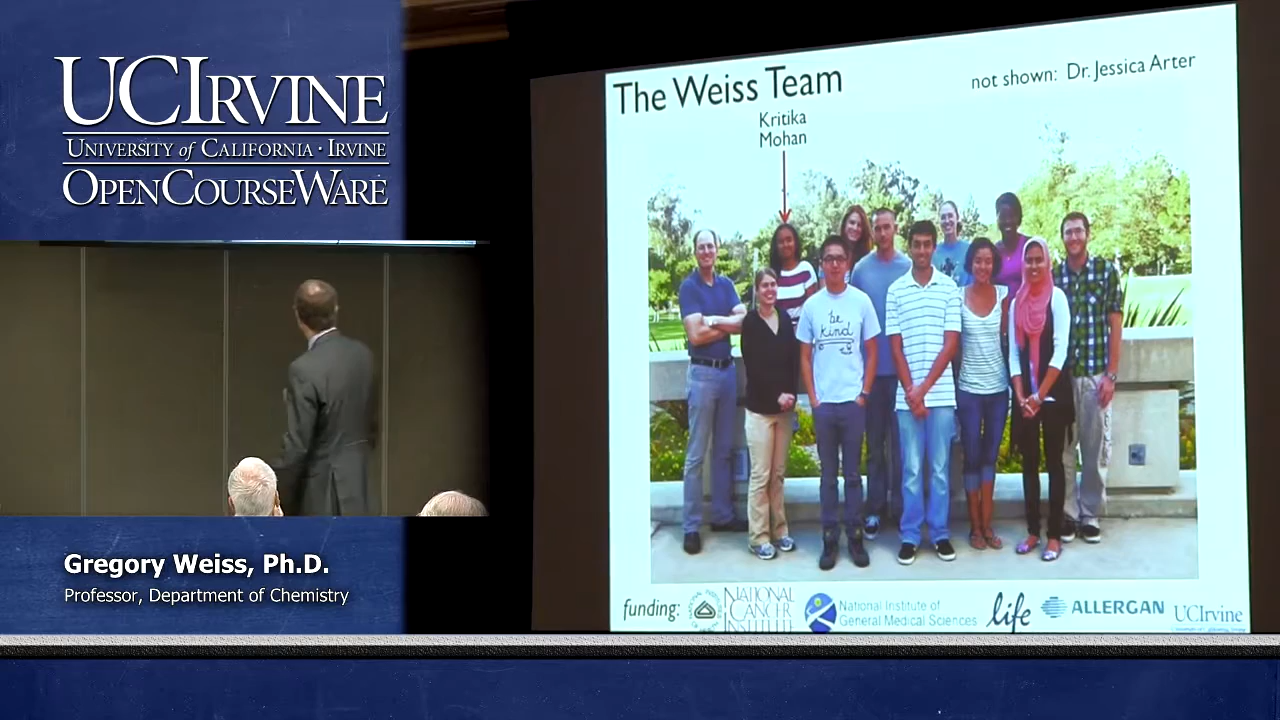 UCIRVINE
UNIVERSITY of CALIFORNIA · IRVINE
OPENCOURSEWARE
Gregory Weiss, Ph.D.
Professor, Department of Chemistry
The Weiss Team
not shown: Dr. Jessica Arter
Kritika
Mohan
be
kind
funding:
NATIONAL
CANCER
INSTITUTE
National Institute of
General Medical Sciences
life
ALLERGAN
UCIrvine